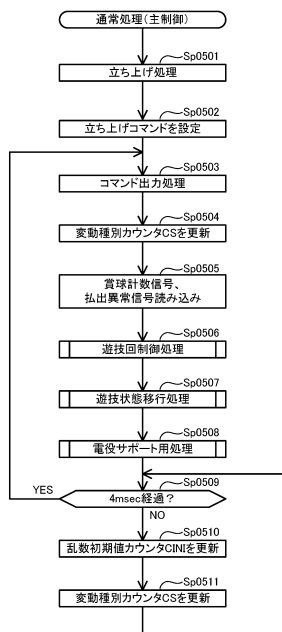 通常処理(主制御)
Sp0501
立ち上げ処理
Sp0502
立ち上げコマンドを設定
Sp0503
コマンド出力処理
Sp0504
変動種別カウンタCSを更新
Sp0505
賞球計数信号、
払出異常信号読み込み
Sp0506
遊技回制御処理
Sp0507
遊技状態移行処理
Sp0508
電役サポート用処理
Sp0509
YES
4msec経過?
NO
Sp0510
乱数初期値カウンタCINIを更新
Sp0511
変動種別カウンタCSを更新